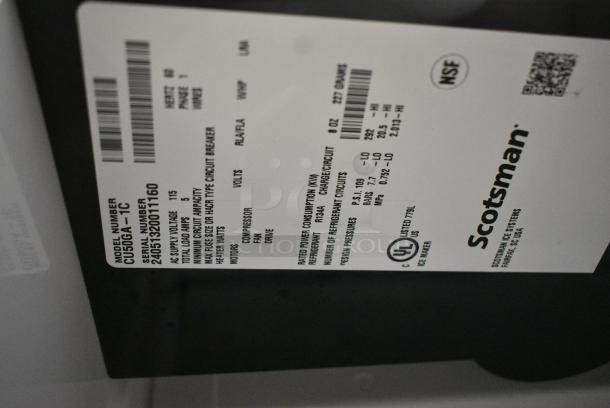 MODEL NUMBER
CU50GA-1C
SERIAL NUMBER
24051320011160
AC SUPPLY VOLTAGE 115 HERTZ 60
TOTAL LOAD AMPS 5 PHASE 1
MINIMUM CIRCUIT AMPACITY WIRES
MAX FUSE SIZE OR HACR TYPE CIRCUIT BREAKER
HEATER WATTS
MOTORS VOLTS RLA/FLA W/HP LRA
COMPRESSOR
FAN
DRIVE
RATED POWER CONSUMPTION (KW)
REFRIGERANT R134A CHARGE/CIRCUIT 8 OZ 227 GRAMS
NUMBER OF REFRIGERANT CIRCUITS
DESIGN PRESSURES P.S.I. 109 -LO 292 -HI
BARS 7.7 -LO 20.5 -HI
MPa 0.752 -LO 2.013-HI
C UL US LISTED 779L
ICE MAKER
NSF
Scotsman
SCOTSMAN ICE SYSTEMS
FAIRFAX, SC USA